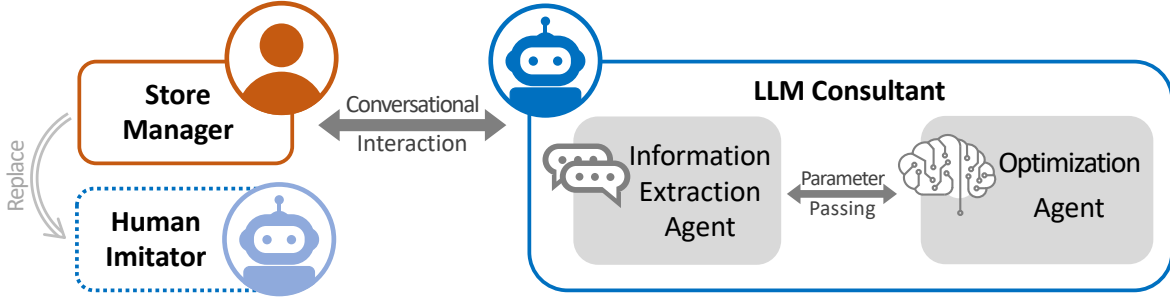 Store
Manager
Replace
Human
Imitator
Conversational
Interaction
LLM Consultant
Information
Extraction
Agent
Parameter
Passing
Optimization
Agent